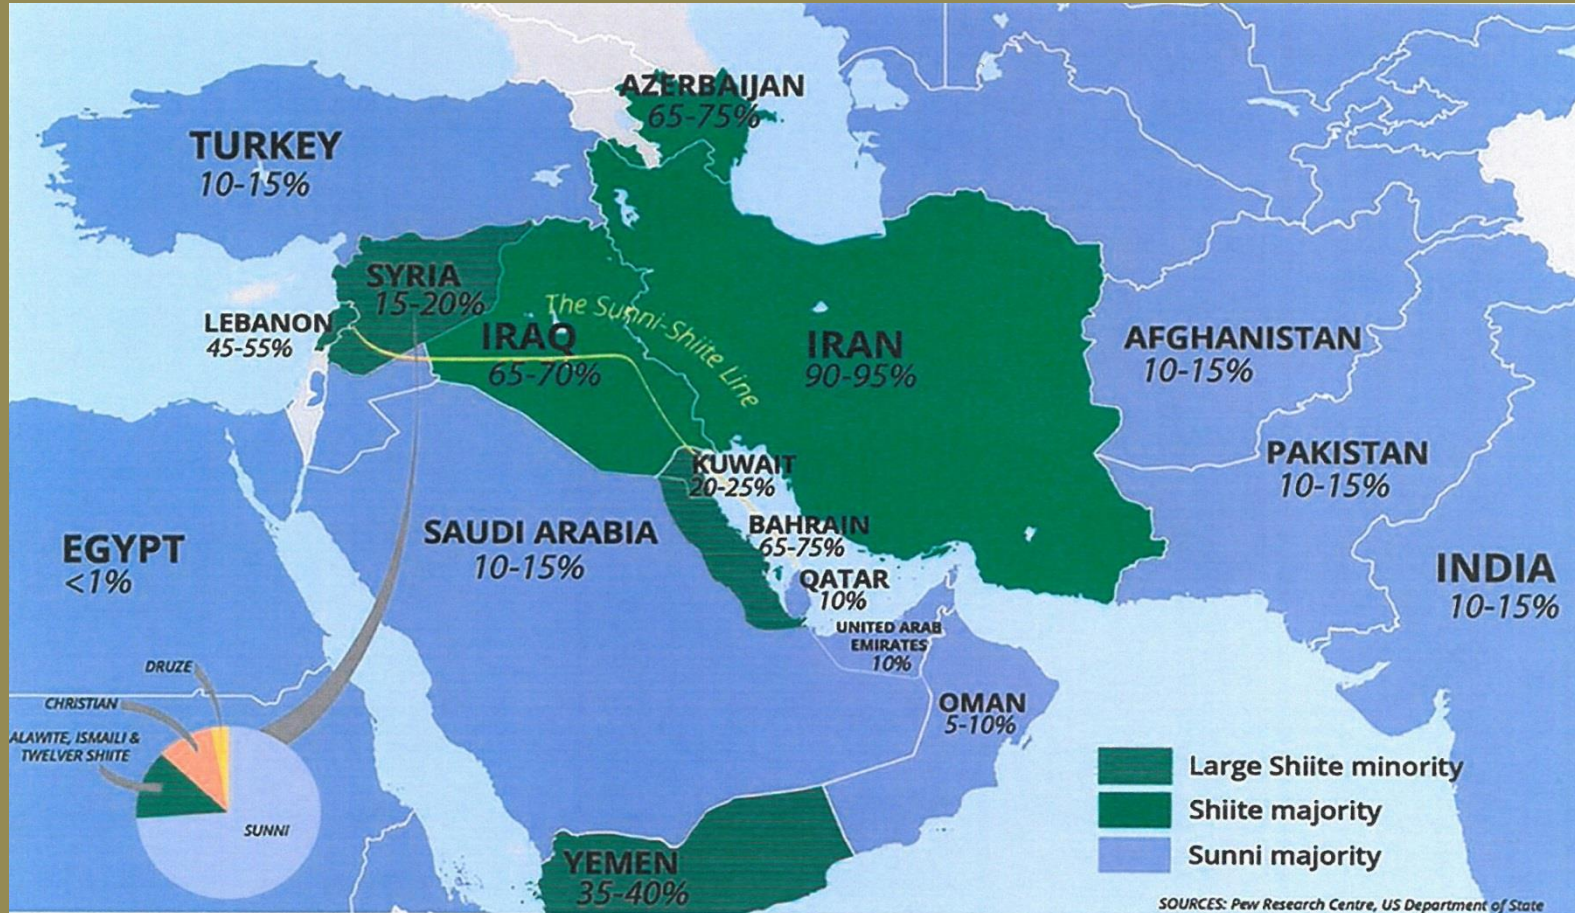 AZERBAIJAN
65-75%
TURKEY
10-15%
SYRIA
15-20%
The Sunni-Shiite Line
LEBANON
45-55%
IRAQ
65-70%
IRAN
90-95%
AFGHANISTAN
10-15%
KUWAIT
20-25%
PAKISTAN
10-15%
EGYPT
<1%
SAUDI ARABIA
10-15%
BAHRAIN
65-75%
QATAR
10%
INDIA
10-15%
UNITED ARAB
EMIRATES
10%
OMAN
5-10%
DRUZE
CHRISTIAN
ALAWITE, ISMAILI &
TWELVER SHIITE
SUNNI
YEMEN
35-40%
Large Shiite minority
Shiite majority
Sunni majority
SOURCES: Pew Research Centre, US Department of State